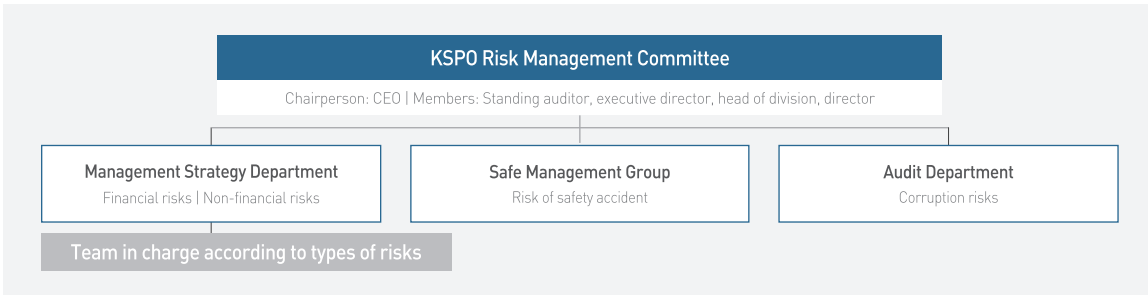 KSPO Risk Management Committee
Chairperson: CEO | Members: Standing auditor, executive director, head of division, director
Management Strategy Department
Financial risks | Non-financial risks
Safe Management Group
Risk of safety accident
Audit Department
Corruption risks
Team in charge according to types of risks